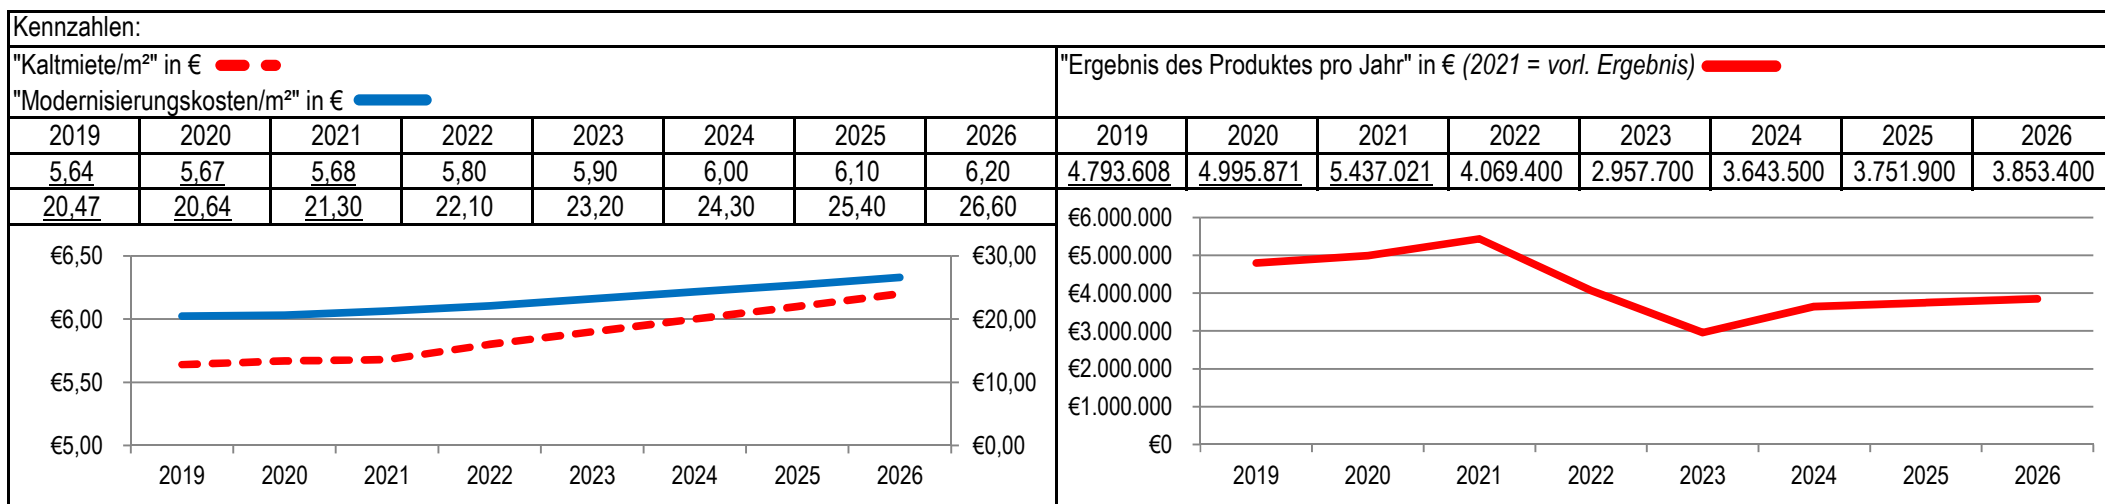 Kennzahlen:
"Kaltmiete/m²" in €
"Modernisierungskosten/m²" in €
2019 2020 2021 2022 2023 2024 2025 2026
5,64 5,67 5,68 5,80 5,90 6,00 6,10 6,20
20,47 20,64 21,30 22,10 23,20 24,30 25,40 26,60
€6,50 €30,00
€6,00 €20,00
€5,50 €10,00
€5,00 €0,00
2019 2020 2021 2022 2023 2024 2025 2026
"Ergebnis des Produktes pro Jahr" in € (2021 = vorl. Ergebnis)
2019 2020 2021 2022 2023 2024 2025 2026
4.793.608 4.995.871 5.437.021 4.069.400 2.957.700 3.643.500 3.751.900 3.853.400
€6.000.000
€5.000.000
€4.000.000
€3.000.000
€2.000.000
€1.000.000
€0
2019 2020 2021 2022 2023 2024 2025 2026